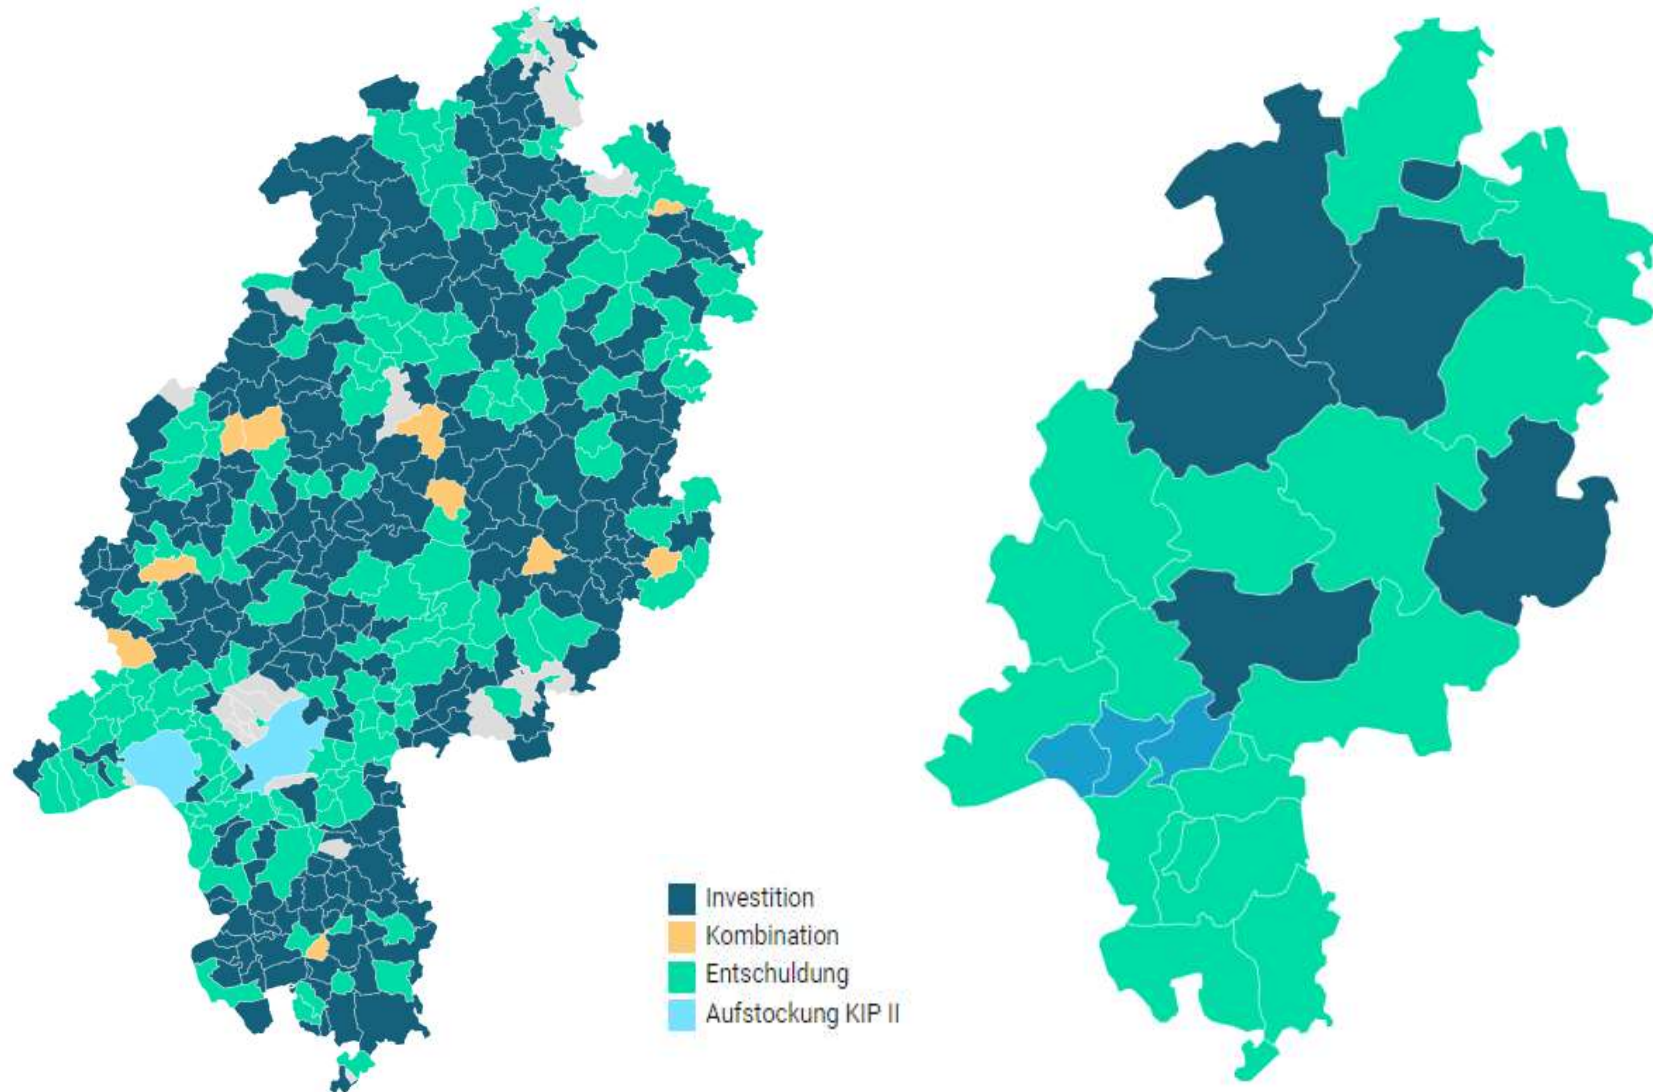 Investition
Kombination
Entschuldung
Aufstockung KIP II